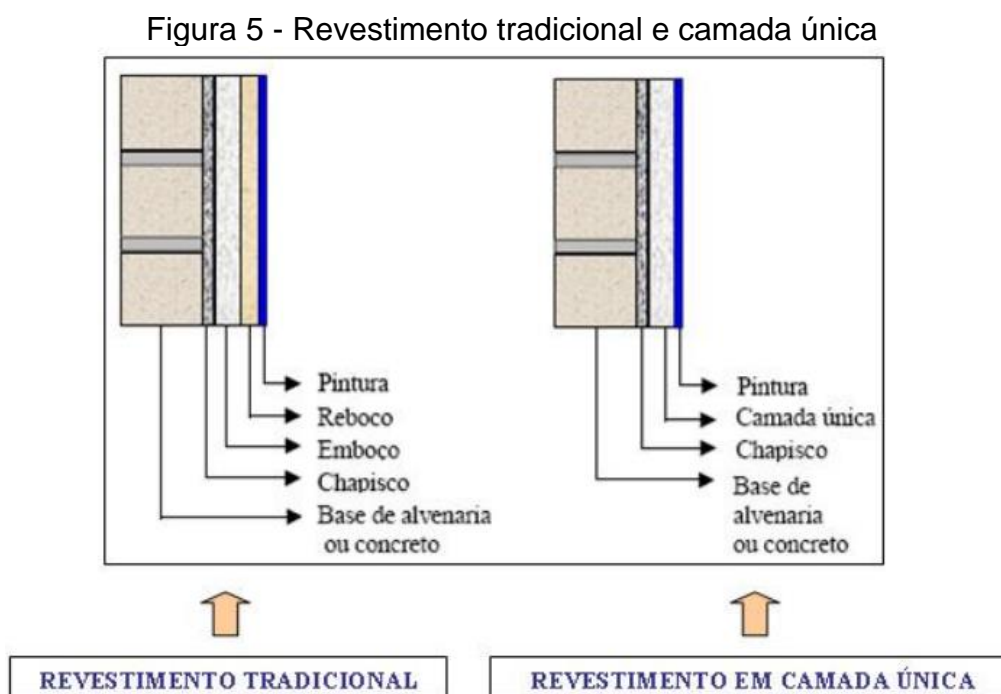 Figura 5 - Revestimento tradicional e camada única
Pintura
Reboco
Emboço
Chapisco
Base de alvenaria
ou concreto
Pintura
Camada única
Chapisco
Base de
alvenaria
ou concreto
REVESTIMENTO TRADICIONAL
REVESTIMENTO EM CAMADA ÚNICA